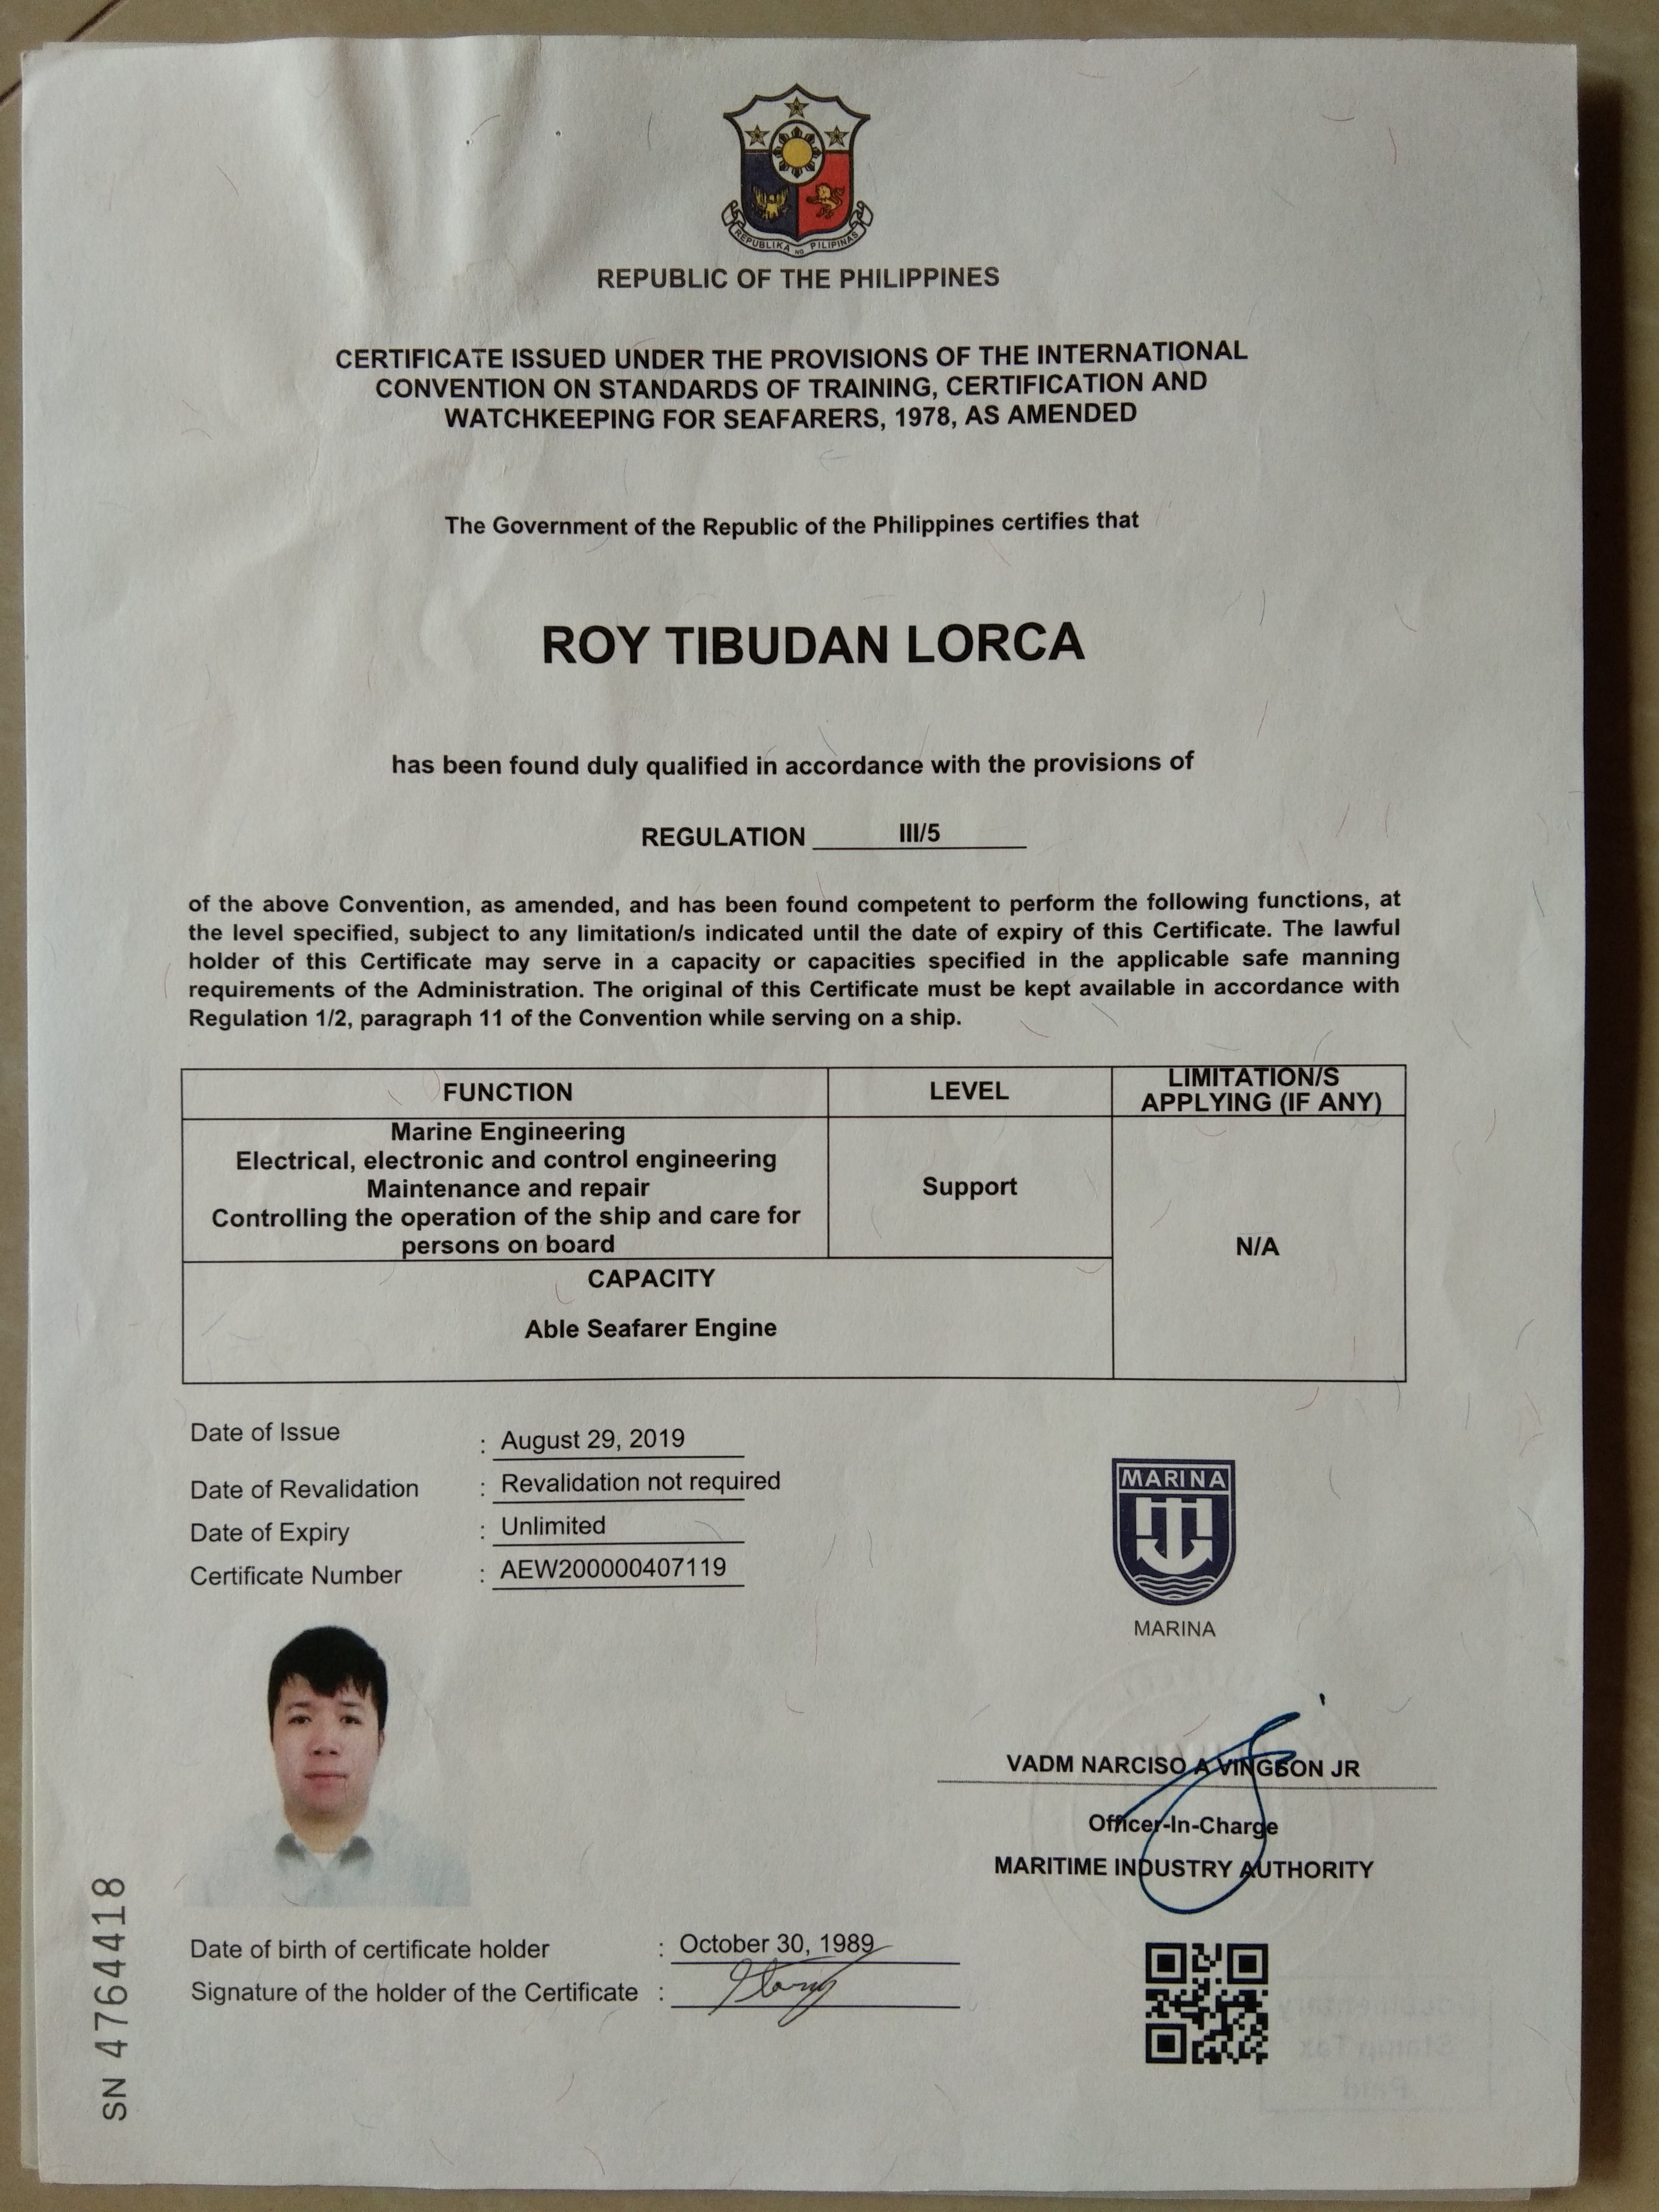 REPUBLIKA NG PILIPINAS
REPUBLIC OF THE PHILIPPINES
CERTIFICATE ISSUED UNDER THE PROVISIONS OF THE INTERNATIONAL
CONVENTION ON STANDARDS OF TRAINING, CERTIFICATION AND
WATCHKEEPING FOR SEAFARERS, 1978, AS AMENDED
The Government of the Republic of the Philippines certifies that
ROY TIBUDAN LORCA
has been found duly qualified in accordance with the provisions of
REGULATION III/5
of the above Convention, as amended, and has been found competent to perform the following functions, at
the level specified, subject to any limitation/s indicated until the date of expiry of this Certificate. The lawful
holder of this Certificate may serve in a capacity or capacities specified in the applicable safe manning
requirements of the Administration. The original of this Certificate must be kept available in accordance with
Regulation 1/2, paragraph 11 of the Convention while serving on a ship.
FUNCTION LEVEL LIMITATION/S
APPLYING (IF ANY)
Marine Engineering
Electrical, electronic and control engineering
Maintenance and repair
Controlling the operation of the ship and care for
persons on board
Support
N/A
CAPACITY
Able Seafarer Engine
Date of Issue : August 29, 2019
Date of Revalidation : Revalidation not required
Date of Expiry : Unlimited
Certificate Number : AEW200000407119
MARINA
MARINA
VADM NARCISO A VINGSON JR
Officer-In-Charge
MARITIME INDUSTRY AUTHORITY
Date of birth of certificate holder : October 30, 1989
Signature of the holder of the Certificate :
SN 4764418
Documentary
Stamp Tax
Paid